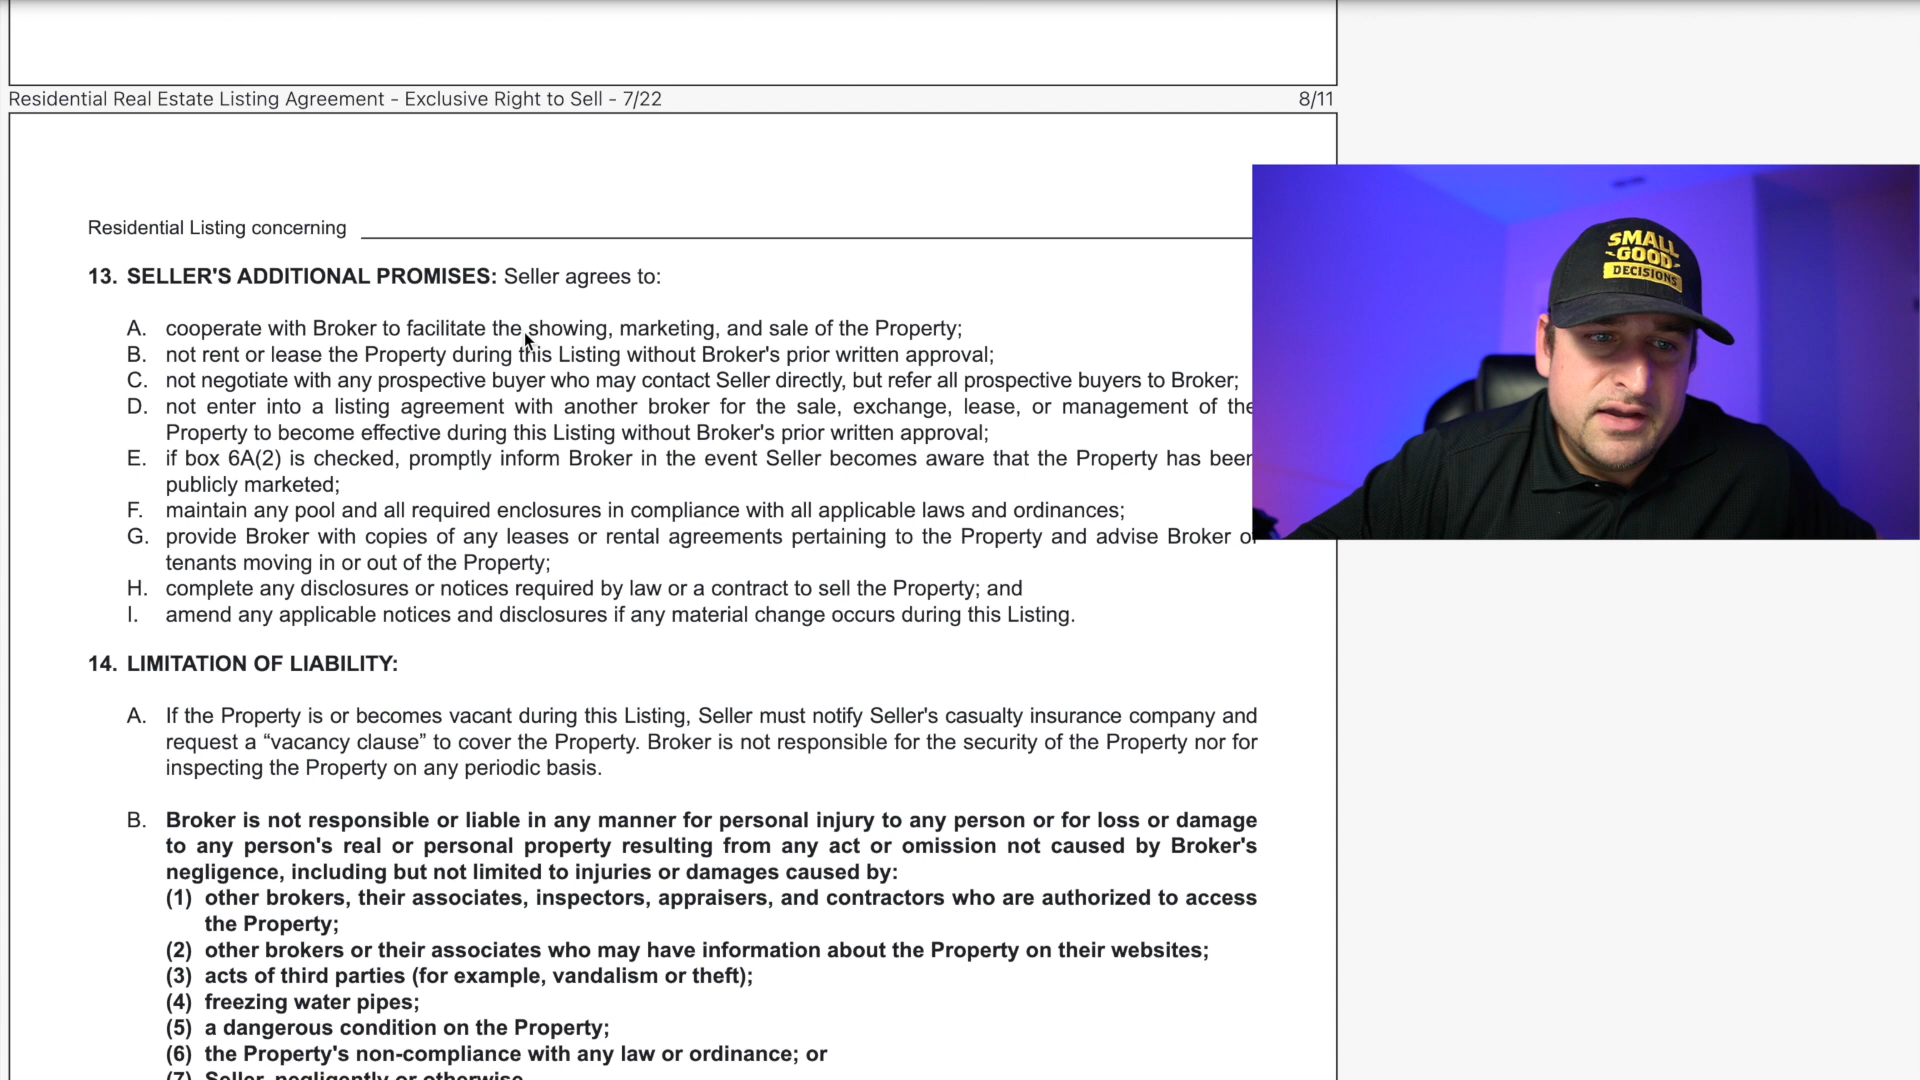 Residential Real Estate Listing Agreement - Exclusive Right to Sell - 7/22
8/11
Residential Listing concerning
13. SELLER'S ADDITIONAL PROMISES: Seller agrees to:
A. cooperate with Broker to facilitate the showing, marketing, and sale of the Property;
B. not rent or lease the Property during this Listing without Broker's prior written approval;
C. not negotiate with any prospective buyer who may contact Seller directly, but refer all prospective buyers to Broker;
D. not enter into a listing agreement with another broker for the sale, exchange, lease, or management of the
Property to become effective during this Listing without Broker's prior written approval;
E. if box 6A(2) is checked, promptly inform Broker in the event Seller becomes aware that the Property has been
publicly marketed;
F. maintain any pool and all required enclosures in compliance with all applicable laws and ordinances;
G. provide Broker with copies of any leases or rental agreements pertaining to the Property and advise Broker of
tenants moving in or out of the Property;
H. complete any disclosures or notices required by law or a contract to sell the Property; and
I. amend any applicable notices and disclosures if any material change occurs during this Listing.
14. LIMITATION OF LIABILITY:
A. If the Property is or becomes vacant during this Listing, Seller must notify Seller's casualty insurance company and
request a “vacancy clause” to cover the Property. Broker is not responsible for the security of the Property nor for
inspecting the Property on any periodic basis.
B. Broker is not responsible or liable in any manner for personal injury to any person or for loss or damage
to any person's real or personal property resulting from any act or omission not caused by Broker's
negligence, including but not limited to injuries or damages caused by:
(1) other brokers, their associates, inspectors, appraisers, and contractors who are authorized to access
the Property;
(2) other brokers or their associates who may have information about the Property on their websites;
(3) acts of third parties (for example, vandalism or theft);
(4) freezing water pipes;
(5) a dangerous condition on the Property;
(6) the Property's non-compliance with any law or ordinance; or
(7) Seller, negligently or otherwise.
SMALL
GOOD
DECISIONS